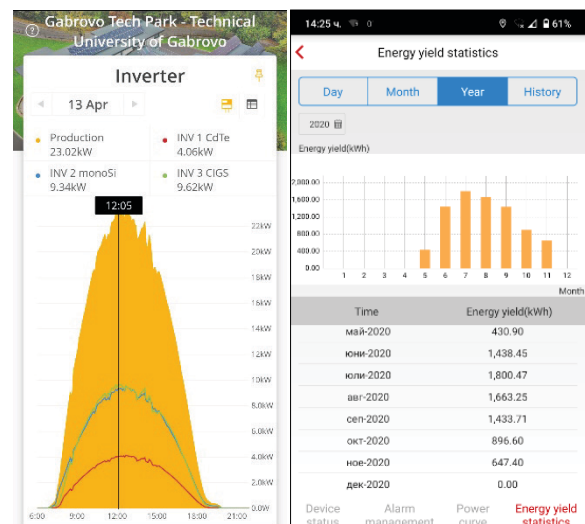 Gabrovo Tech Park - Technical
University of Gabrovo
Inverter
13 Apr
Production
23.02kW
INV 1 CdTe
4.06kW
INV 2 monoSi
9.34kW
INV 3 CIGS
9.62kW
12:05
22kW
20kW
18kW
16kW
14kW
12kW
10kW
8.0kW
6.0kW
4.0kW
2.0kW
0.0W
6:00 9:00 12:00 15:00 18:00 21:00
14:25 ч.
61%
Energy yield statistics
Day Month Year History
2020
Energy yield(kWh)
2,000.00
1,600.00
1,200.00
800.00
400.00
0.00
1 2 3 4 5 6 7 8 9 10 11 12
Month
Time Energy yield(kWh)
май-2020 430.90
юни-2020 1,438.45
юли-2020 1,800.47
авг-2020 1,663.25
сеп-2020 1,433.71
окт-2020 896.60
ное-2020 647.40
дек-2020 0.00
Device status
Alarm management
Power curve
Energy yield statistics